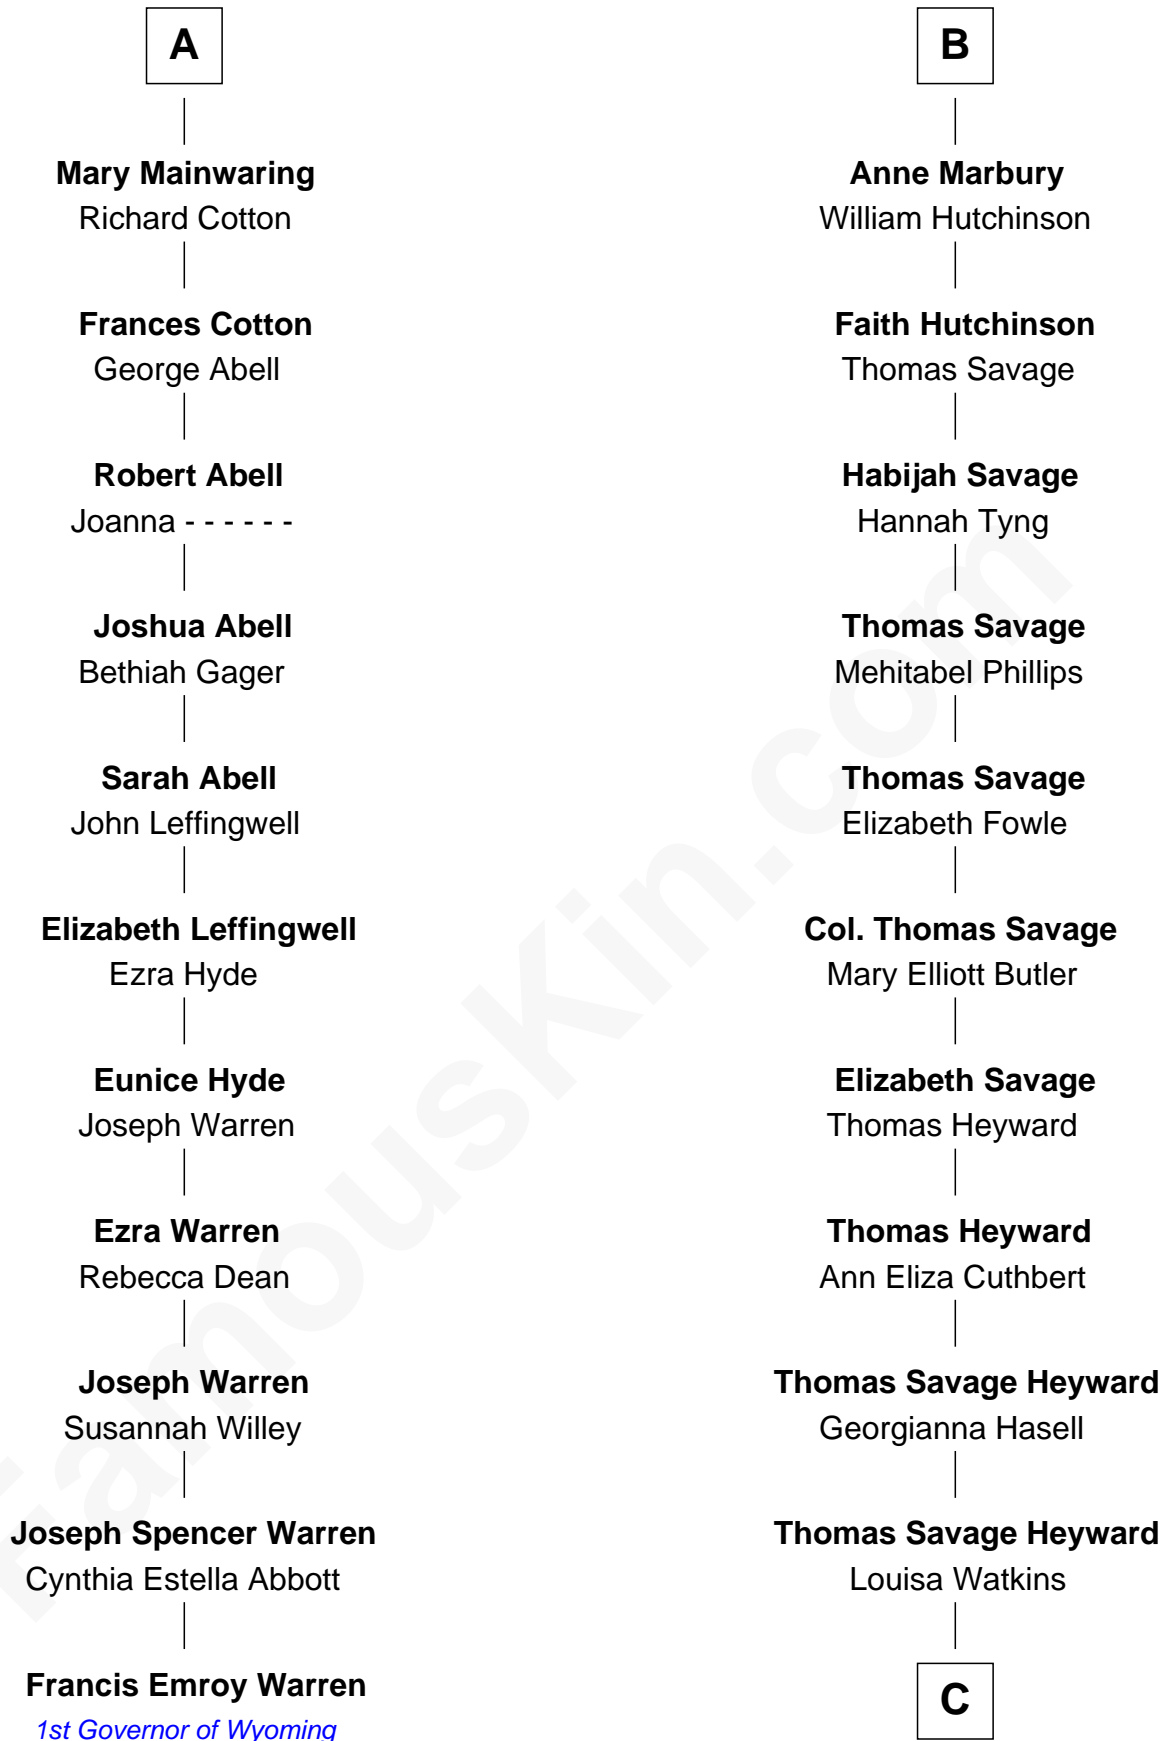 A
Mary Mainwaring
Richard Cotton
Frances Cotton
George Abell
Robert Abell
Joanna - - - - - -
Joshua Abell
Bethiah Gager
Sarah Abell
John Leffingwell
Elizabeth Leffingwell
Ezra Hyde
Eunice Hyde
Joseph Warren
Ezra Warren
Rebecca Dean
Joseph Warren
Susannah Willey
Joseph Spencer Warren
Cynthia Estella Abbott
Francis Emroy Warren
1st Governor of Wyoming
B
Anne Marbury
William Hutchinson
Faith Hutchinson
Thomas Savage
Habijah Savage
Hannah Tyng
Thomas Savage
Mehitabel Phillips
Thomas Savage
Elizabeth Fowle
Col. Thomas Savage
Mary Elliott Butler
Elizabeth Savage
Thomas Heyward
Thomas Heyward
Ann Eliza Cuthbert
Thomas Savage Heyward
Georgianna Hasell
Thomas Savage Heyward
Louisa Watkins
C
FamousKin.com